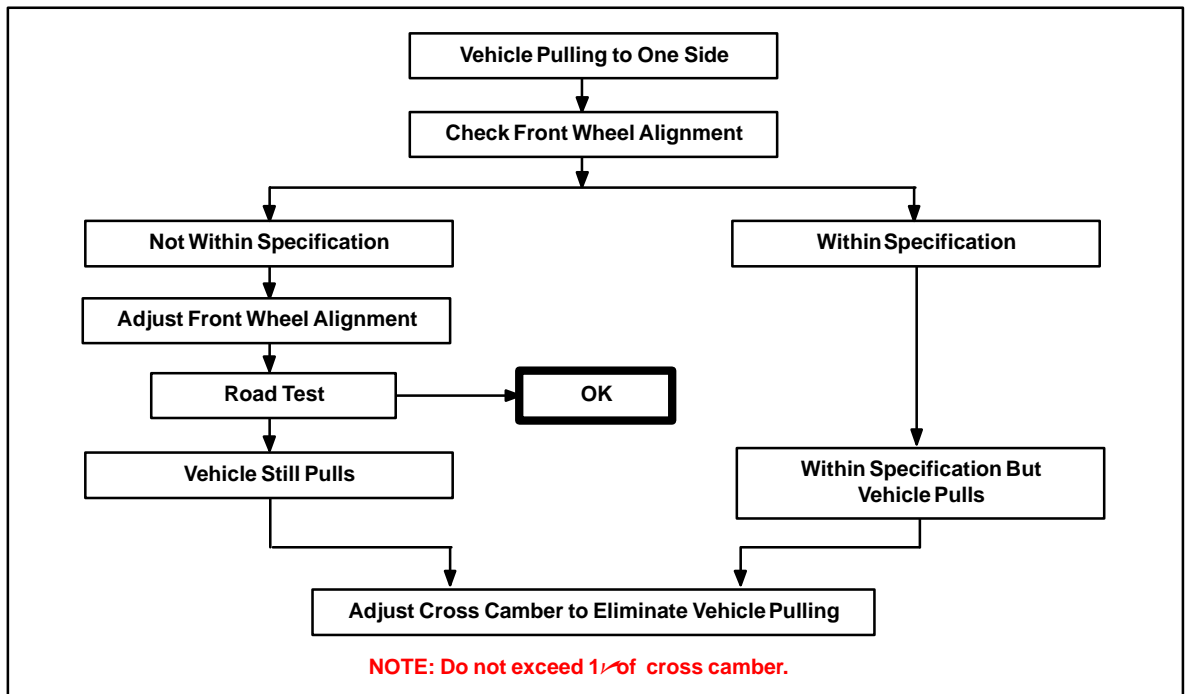 Vehicle Pulling to One Side
Check Front Wheel Alignment
Not Within Specification
Within Specification
Adjust Front Wheel Alignment
Road Test
OK
Vehicle Still Pulls
Within Specification But
Vehicle Pulls
Adjust Cross Camber to Eliminate Vehicle Pulling
NOTE: Do not exceed 1 of cross camber.